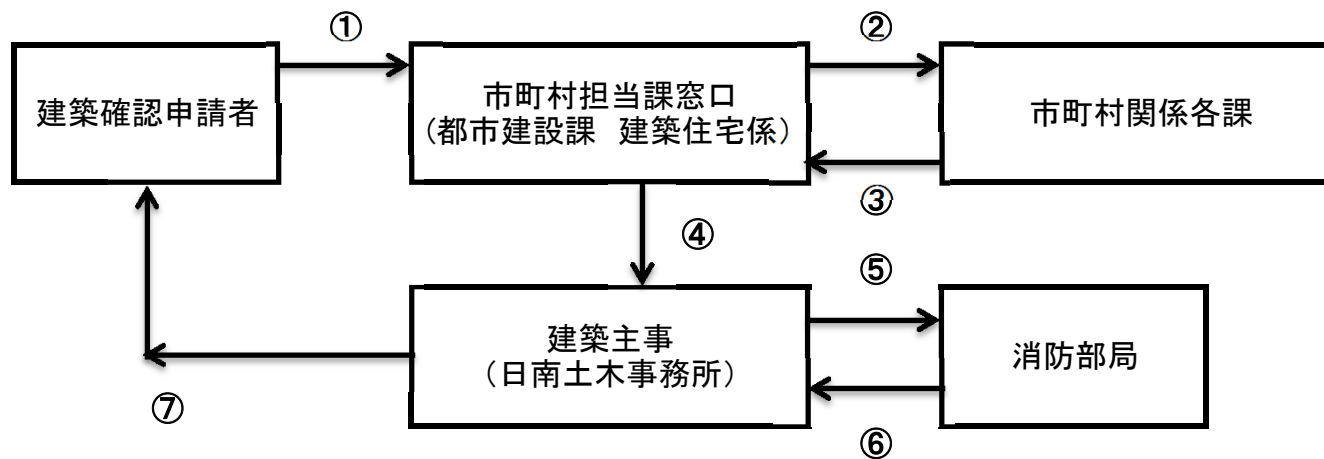 ①
②
建築確認申請者
市町村担当課窓口
（都市建設課　建築住宅係）
市町村関係各課
③
④
⑤
建築主事
（日南土木事務所）
消防部局
⑦
⑥